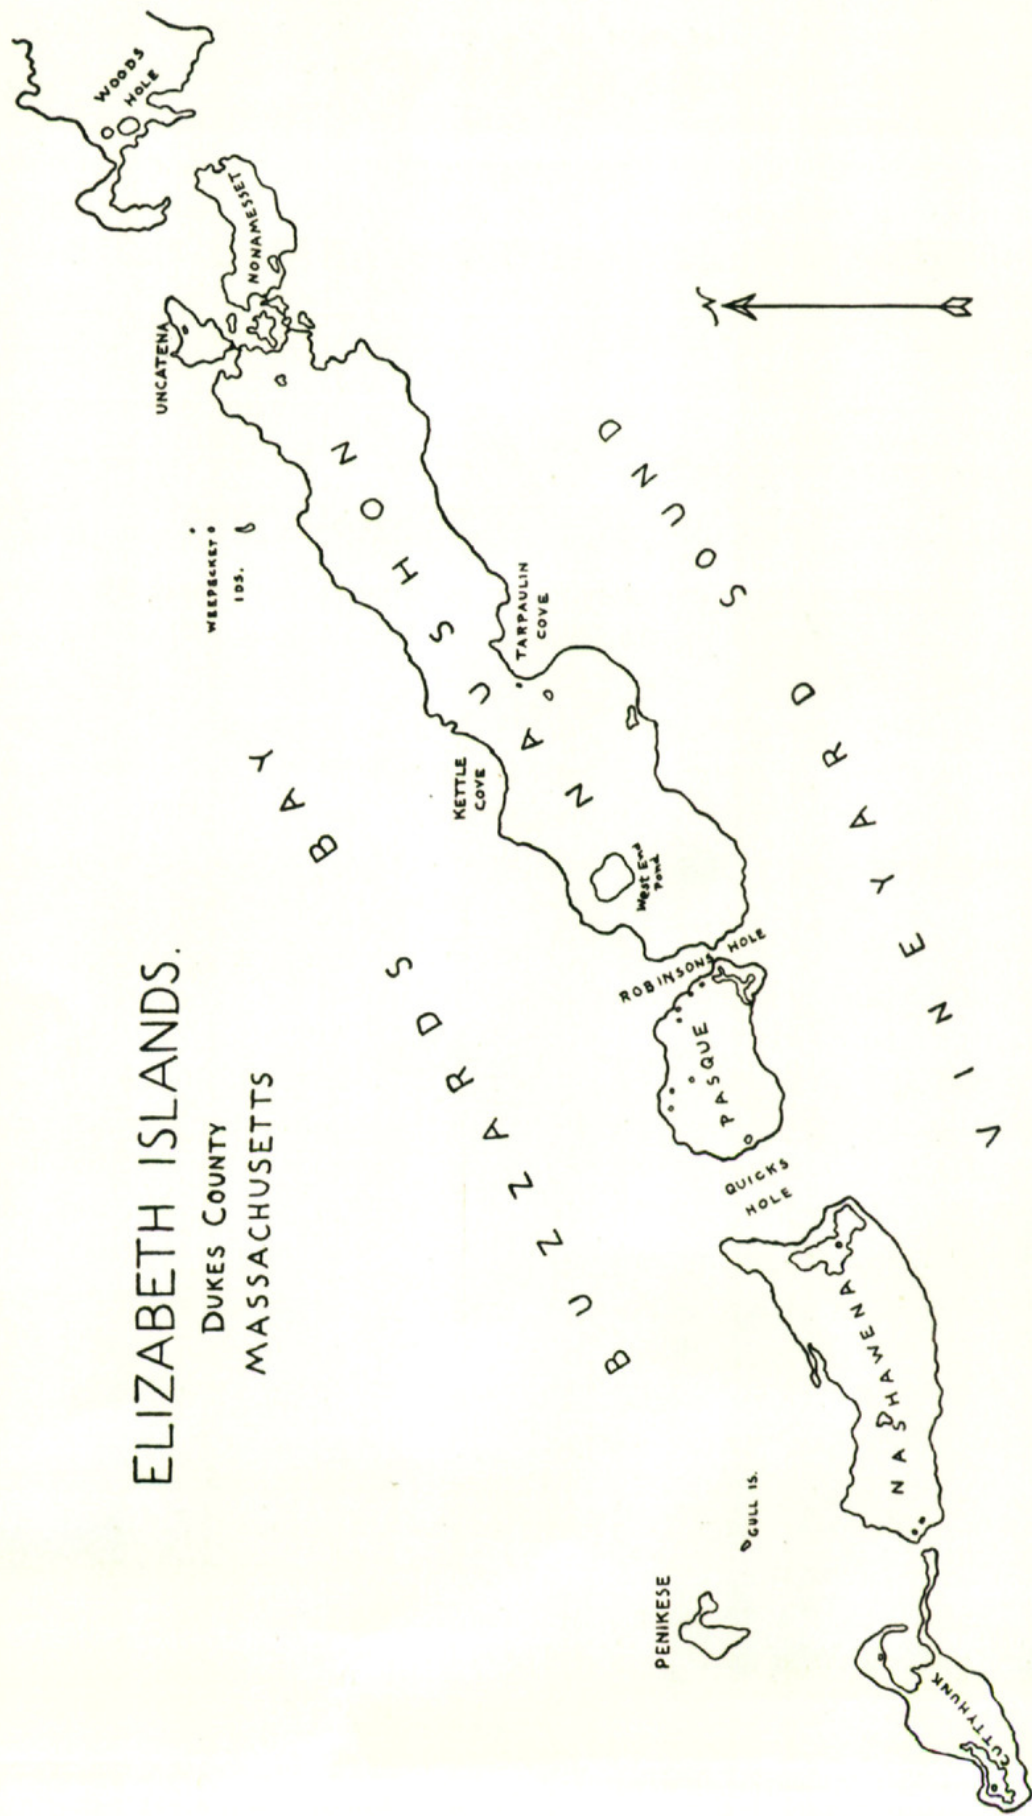 ELIZABETH ISLANDS.
DUKES COUNTY
MASSACHUSETTS
WOODS
HOLE
NONAMESSET
UNCATENA
WEEPECKET
IDS.
N
NAUSHON
TARPAULIN
COVE
KETTLE
COVE
West End
Pond
BUZZARDS BAY
VINEYARD SOUND
ROBINSONS HOLE
PASQUE
QUICKS
HOLE
NASHAWENA
GULL IS.
PENIKESE
CUTTYHUNK